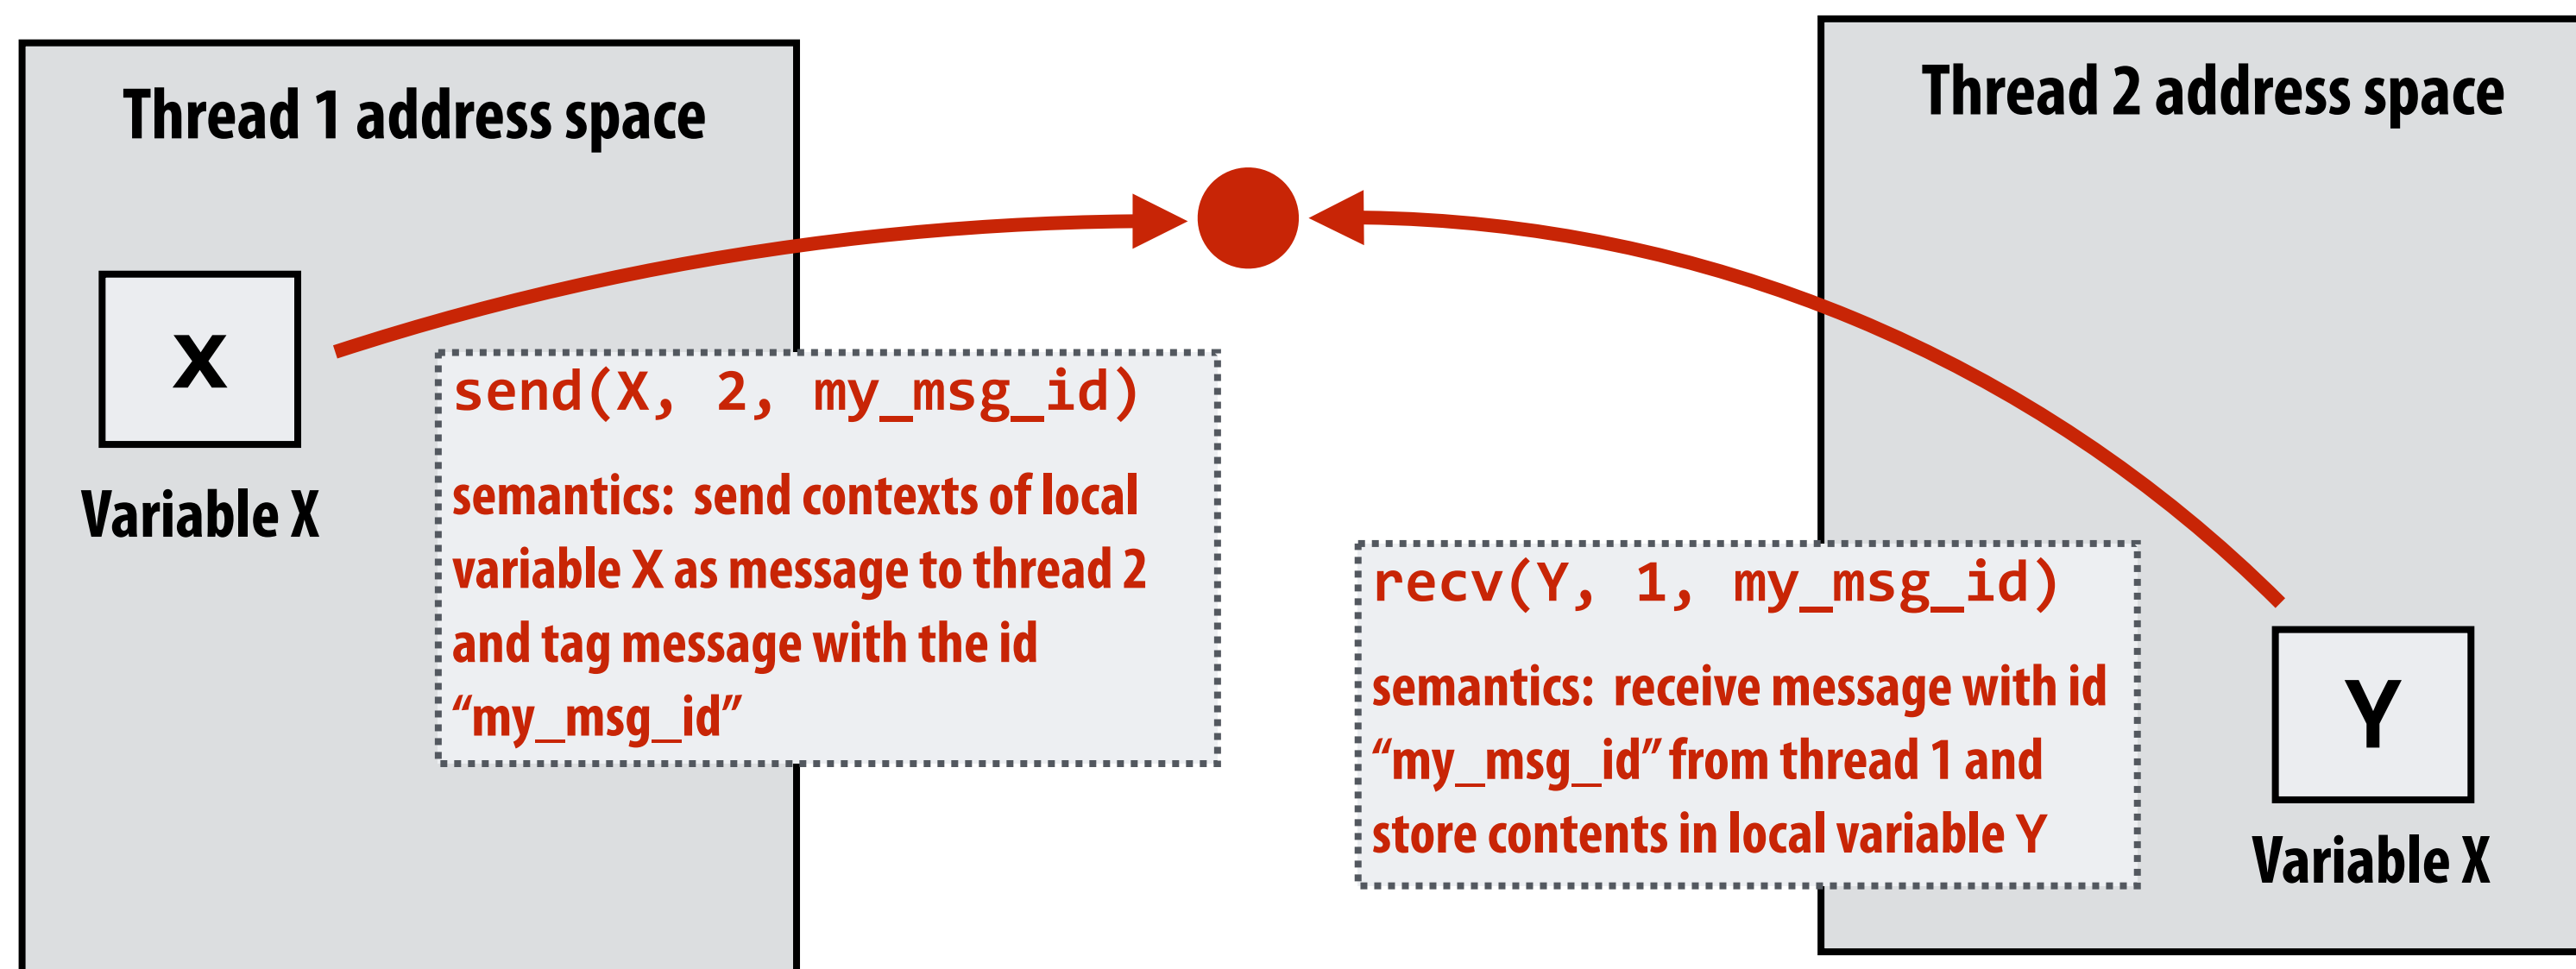 Thread 1 address space
x
Variable X
send(X, 2, my_msg_id)
semantics: send contexts of local
variable X as message to thread 2
and tag message with the id
“my_msg_id”
Thread 2 address space
recv(Y, 1, my_msg_id)
semantics: receive message with id
“my_msg_id” from thread 1 and
store contents in local variable Y
Y
Variable X